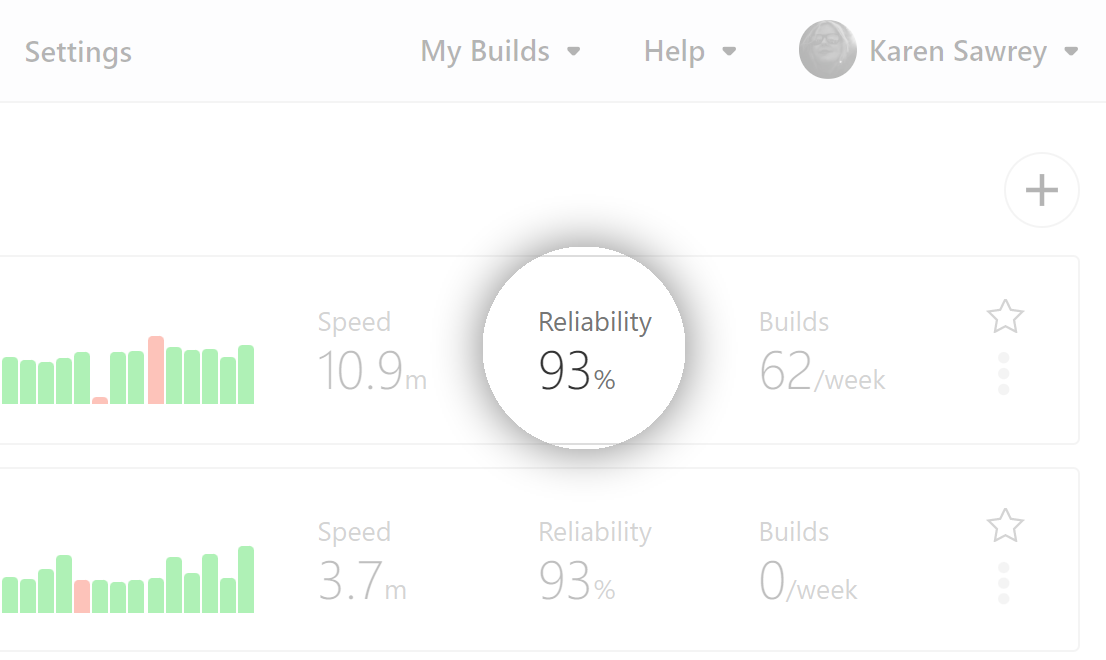 Settings My Builds Help Karen Sawrey
Speed Reliability Builds
10.9m 93% 62/week
Speed Reliability Builds
3.7m 93% 0/week